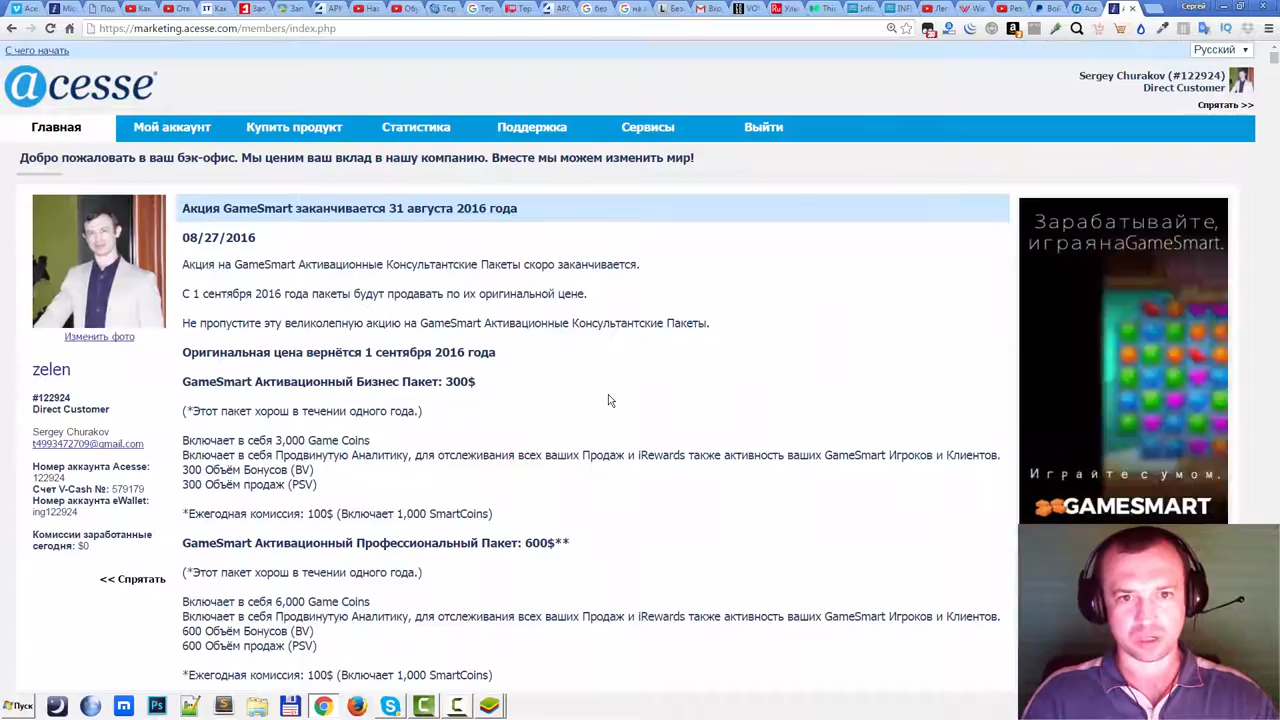 Сергей
https://marketing.acesse.com/members/index.php
С чего начать
Русский
acesse
Sergey Churakov (#122924)
Direct Customer
Спрятать >>
Главная
Мой аккаунт
Купить продукт
Статистика
Поддержка
Сервисы
Выйти
Добро пожаловать в ваш бэк-офис. Мы ценим ваш вклад в нашу компанию. Вместе мы можем изменить мир!
Изменить фото
zelen
#122924
Direct Customer
Sergey Churakov
t4993472709@gmail.com
Номер аккаунта Acesse:
122924
Счет V-Cash №: 579179
Номер аккаунта eWallet:
ing122924
Комиссии заработанные
сегодня: $0
<< Спрятать
Акция GameSmart заканчивается 31 августа 2016 года
08/27/2016
Акция на GameSmart Активационные Консультантские Пакеты скоро заканчивается.
С 1 сентября 2016 года пакеты будут продавать по их оригинальной цене.
Не пропустите эту великолепную акцию на GameSmart Активационные Консультантские Пакеты.
Оригинальная цена вернётся 1 сентября 2016 года
GameSmart Активационный Бизнес Пакет: 300$
(*Этот пакет хорош в течении одного года.)
Включает в себя 3,000 Game Coins
Включает в себя Продвинутую Аналитику, для отслеживания всех ваших Продаж и iRewards также активность ваших GameSmart Игроков и Клиентов.
300 Объём Бонусов (BV)
300 Объём продаж (PSV)
*Ежегодная комиссия: 100$ (Включает 1,000 SmartCoins)
GameSmart Активационный Профессиональный Пакет: 600$**
(*Этот пакет хорош в течении одного года.)
Включает в себя 6,000 Game Coins
Включает в себя Продвинутую Аналитику, для отслеживания всех ваших Продаж и iRewards также активность ваших GameSmart Игроков и Клиентов.
600 Объём Бонусов (BV)
600 Объём продаж (PSV)
*Ежегодная комиссия: 100$ (Включает 1,000 SmartCoins)
Зарабатывайте,
играянаGameSmart.
Играйте с умом.
GAMESMART
Пуск